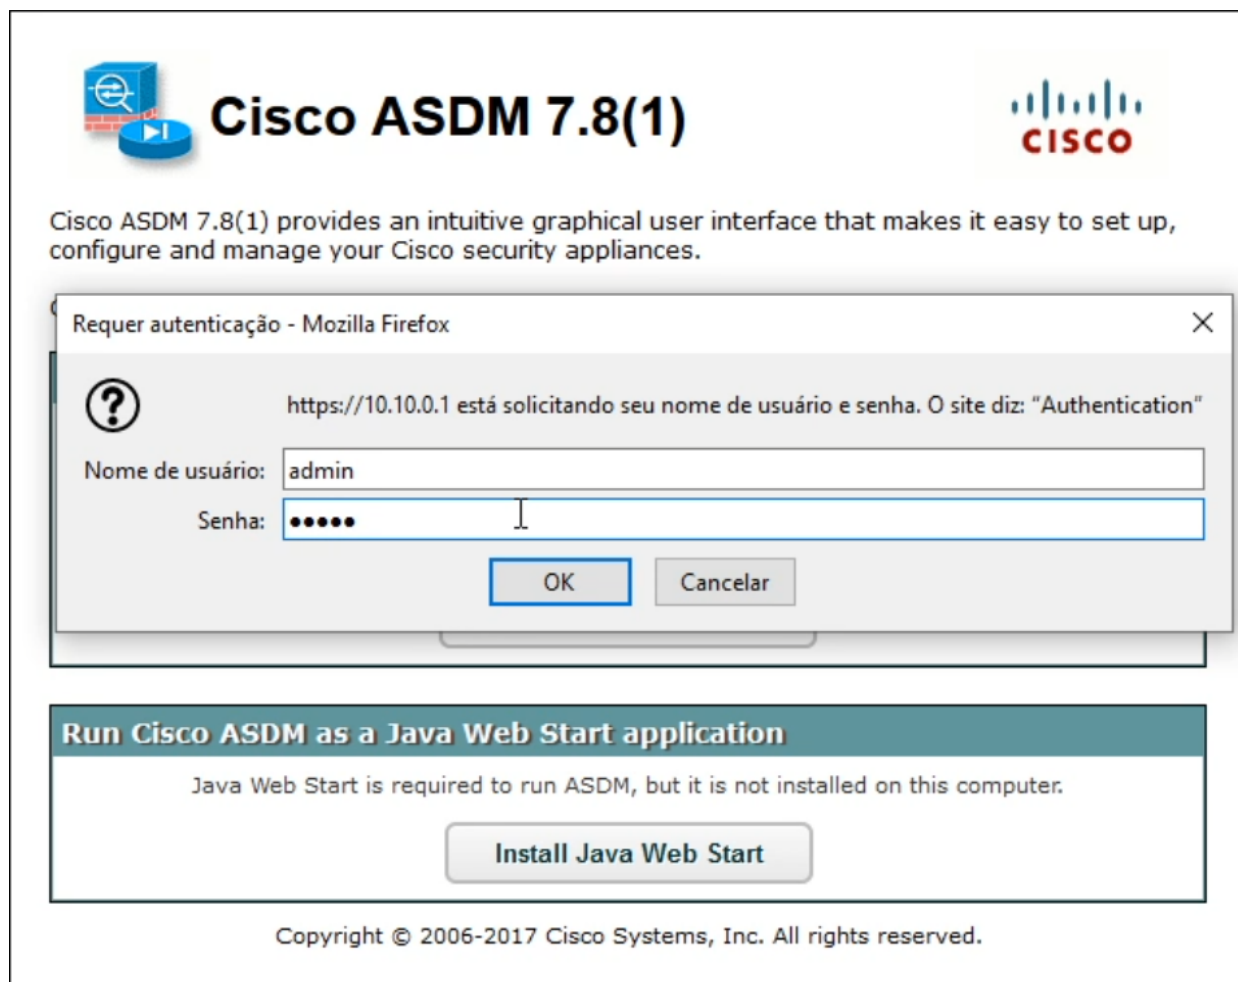 Cisco ASDM 7.8(1)
CISCO
Cisco ASDM 7.8(1) provides an intuitive graphical user interface that makes it easy to set up,
configure and manage your Cisco security appliances.
Requer autenticação - Mozilla Firefox
https://10.10.0.1 está solicitando seu nome de usuário e senha. O site diz: “Authentication”
Nome de usuário: admin
Senha: •••••
OK Cancelar
Run Cisco ASDM as a Java Web Start application
Java Web Start is required to run ASDM, but it is not installed on this computer.
Install Java Web Start
Copyright © 2006-2017 Cisco Systems, Inc. All rights reserved.